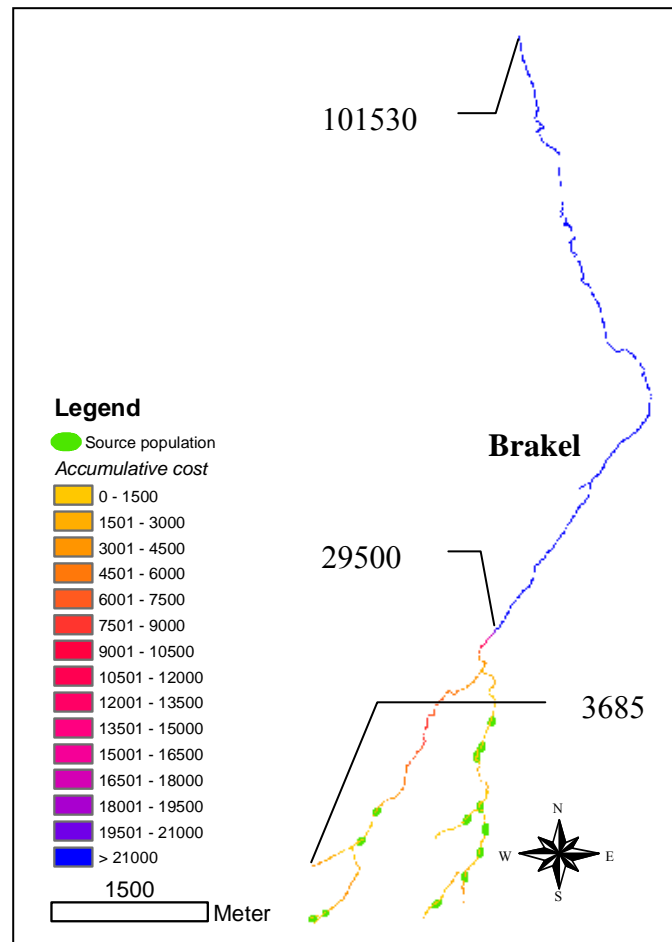 101530
Legend
Source population
Brakel
Accumulative cost
0 - 1500
1501 - 3000
3001 - 4500
29500
4501 - 6000
6001 - 7500
7501 - 9000
9001 - 10500
10501 - 12000
12001 - 13500
3685
13501 - 15000
15001 - 16500
16501 - 18000
18001 - 19500
19501 - 21000
> 21000
N
W E
S
1500
Meter